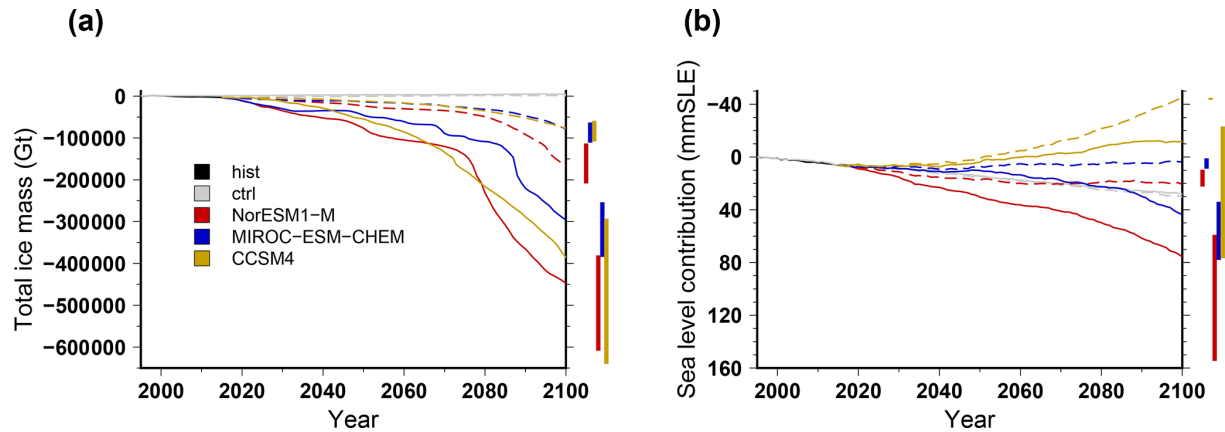 (a)
Total ice mass (Gt)
0
−100000
−200000
−300000
−400000
−500000
−600000
hist
ctrl
NorESM1−M
MIROC−ESM−CHEM
CCSM4
2000 2020 2040 2060 2080 2100
Year
(b)
Sea level contribution (mmSLE)
−40
0
40
80
120
160
2000 2020 2040 2060 2080 2100
Year